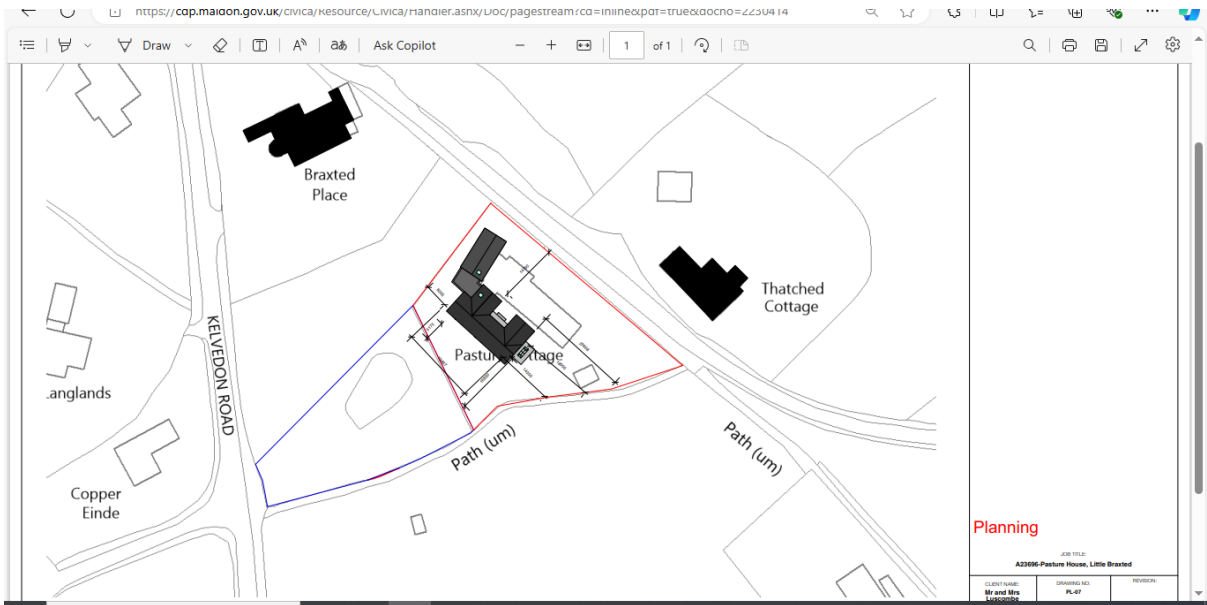 https://cdp.maldon.gov.uk/civica/Resource/Civica/Handler.ashx/Doc/pagestream?cd=inline&pdf=true&docno=2230414
Draw
Ask Copilot
1
of 1
Braxted
Place
Thatched
Cottage
KELVEDON ROAD
Langlands
Path (um)
Path (um)
Copper
Einde
Planning
JOB TITLE:
A23696-Pasture House, Little Braxted
CLIENT NAME:
DRAWING NO:
REVISION:
Mr and Mrs
Luscombe
PL-07